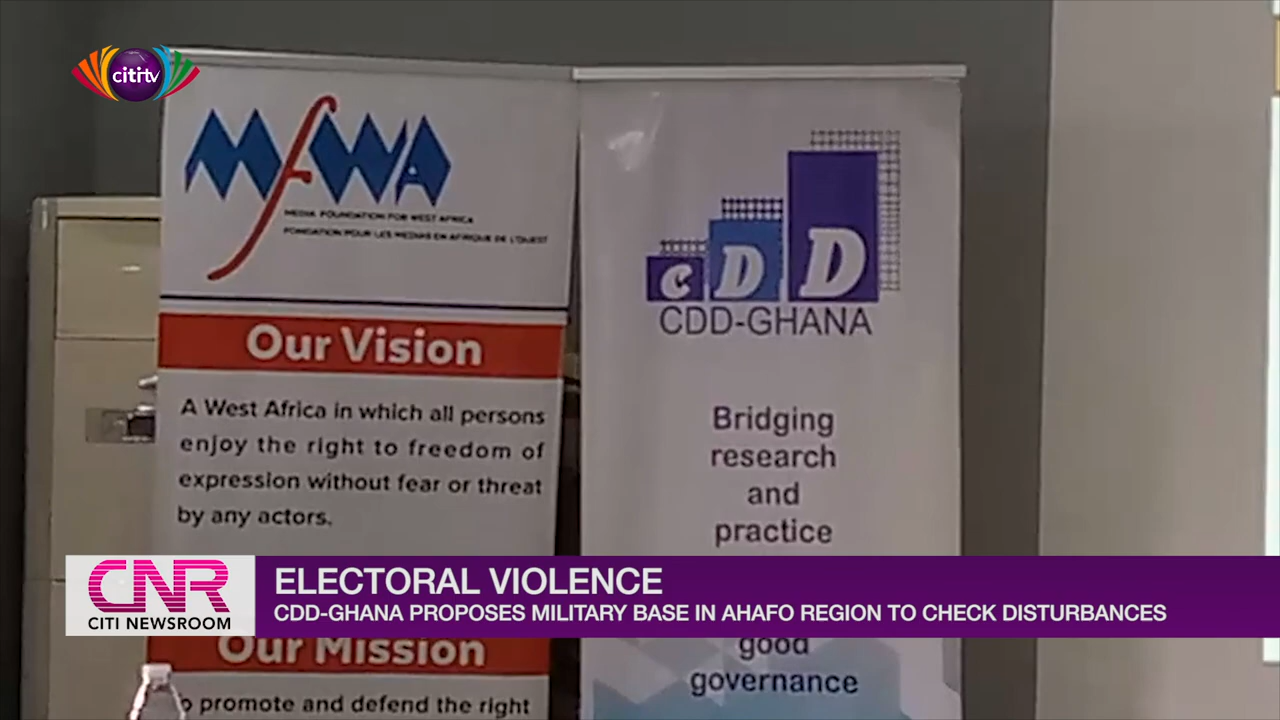 citi tv
MFWA
MEDIA FOUNDATION FOR WEST AFRICA
FONDATION POUR LES MEDIAS EN AFRIQUE DE L'OUEST
Our Vision
A West Africa in which all persons
enjoy the right to freedom of
expression without fear or threat
by any actors.
CDD
CDD-GHANA
Bridging
research
and
practice
CNR
CITI NEWSROOM
ELECTORAL VIOLENCE
CDD-GHANA PROPOSES MILITARY BASE IN AHAFO REGION TO CHECK DISTURBANCES
Our Mission
promote and defend the right
good
governance